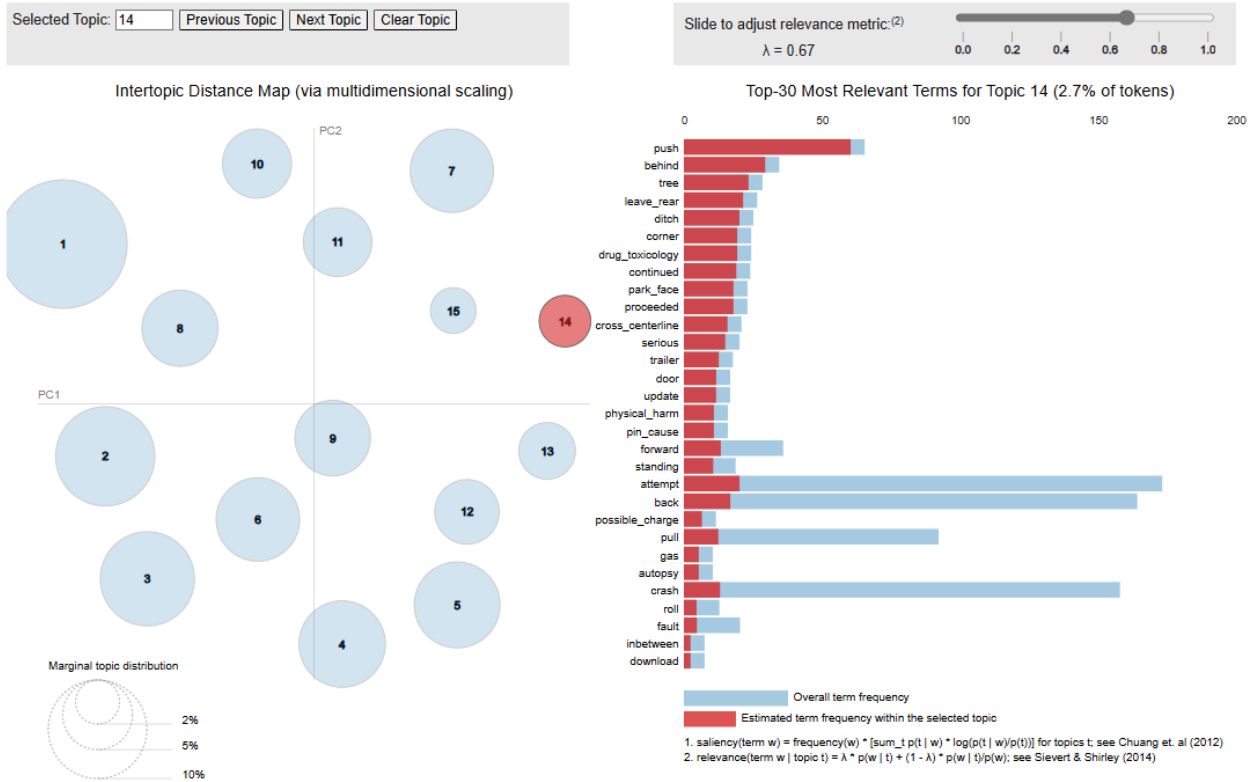 Selected Topic: 14 Previous Topic Next Topic Clear Topic
Slide to adjust relevance metric:(2)
λ = 0.67
0.0 0.2 0.4 0.6 0.8 1.0
Intertopic Distance Map (via multidimensional scaling)
PC2
PC1
1
2
3
4
5
6
7
8
9
10
11
12
13
14
15
Marginal topic distribution
2%
5%
10%
Top-30 Most Relevant Terms for Topic 14 (2.7% of tokens)
0 50 100 150 200
push
behind
tree
leave_rear
ditch
corner
drug_toxicology
continued
park_face
proceeded
cross_centerline
serious
trailer
door
update
physical_harm
pin_cause
forward
standing
attempt
back
possible_charge
pull
gas
autopsy
crash
roll
fault
inbetween
download
Overall term frequency
Estimated term frequency within the selected topic
1. saliency(term w) = frequency(w) * [sum_t p(t | w) * log(p(t | w)/p(t))] for topics t; see Chuang et. al (2012)
2. relevance(term w | topic t) = λ * p(w | t) + (1 - λ) * p(w | t)/p(w); see Sievert & Shirley (2014)